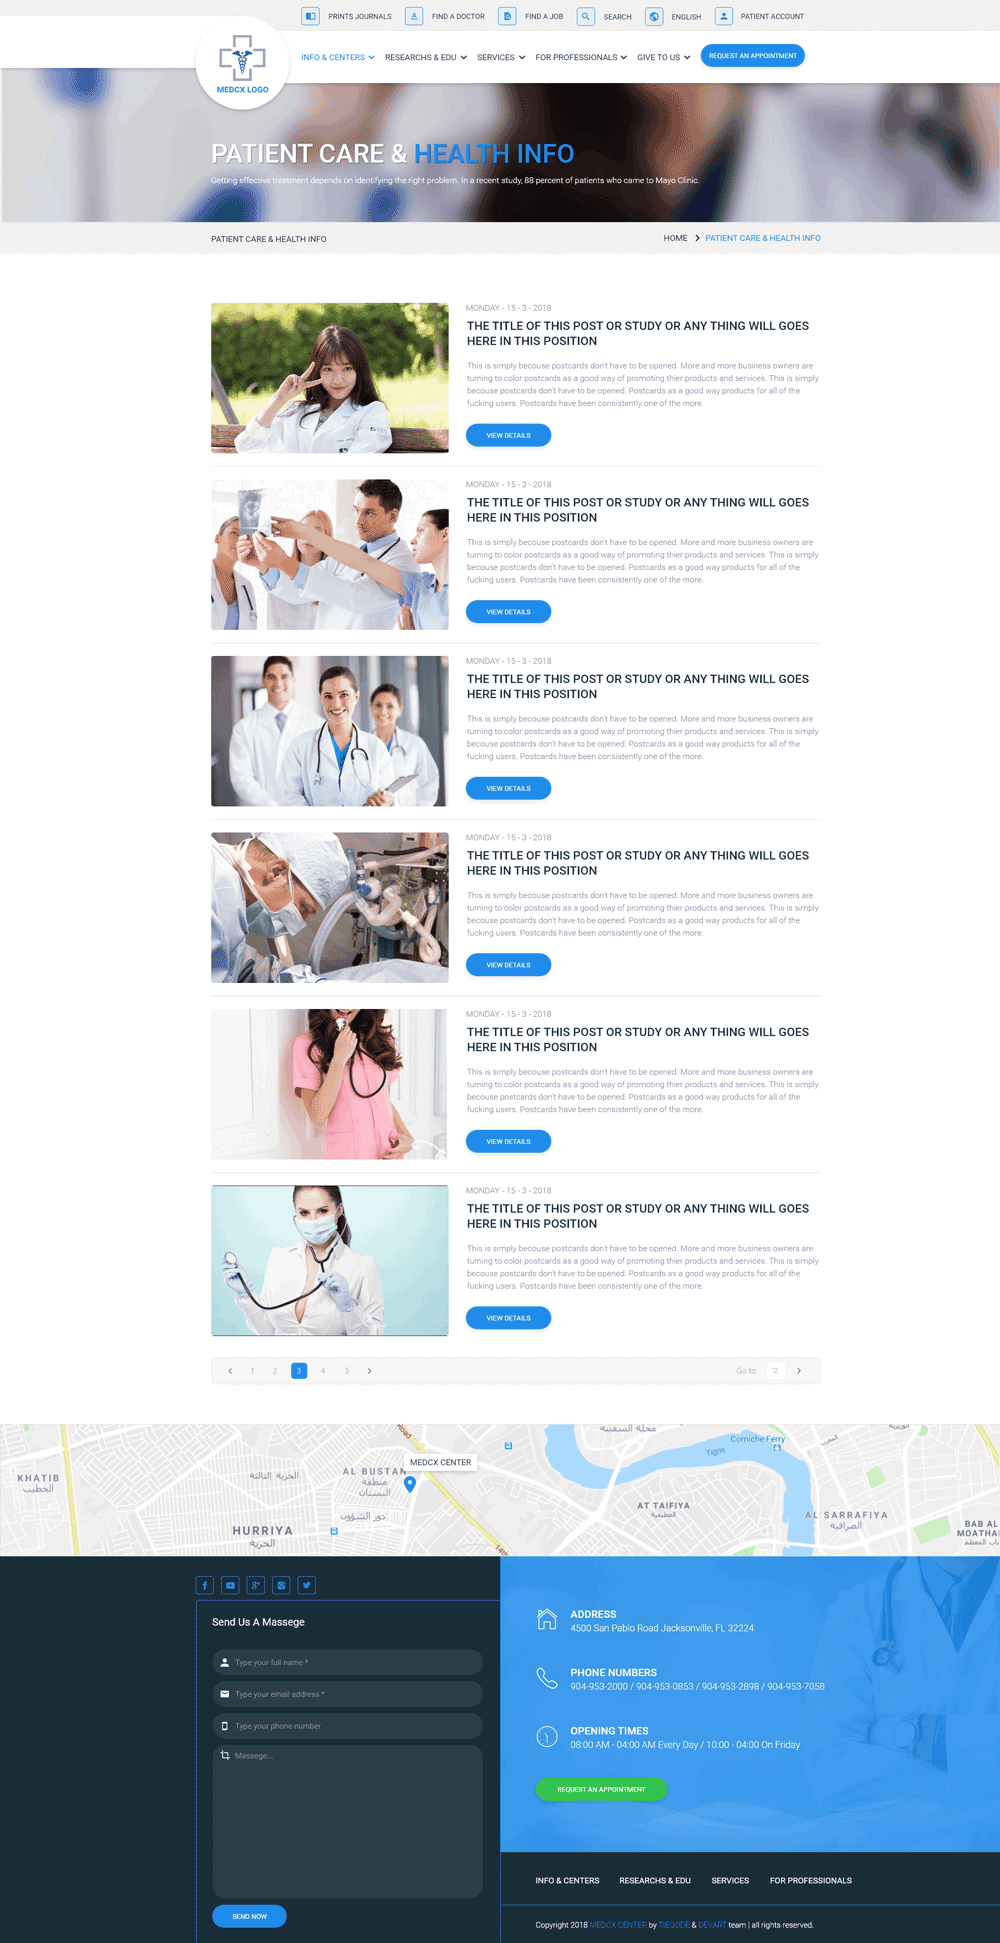 PRINTS JOURNALS
FIND A DOCTOR
FIND A JOB
SEARCH
ENGLISH
PATIENT ACCOUNT
MEDCX LOGO
INFO & CENTERS
RESEARCHS & EDU
SERVICES
FOR PROFESSIONALS
GIVE TO US
REQUEST AN APPOINTMENT
PATIENT CARE & HEALTH INFO
Getting effective treatment depends on identifying the right problem. In a recent study, 88 percent of patients who came to Mayo Clinic.
PATIENT CARE & HEALTH INFO
HOME
PATIENT CARE & HEALTH INFO
MONDAY - 15 - 3 - 2018
THE TITLE OF THIS POST OR STUDY OR ANY THING WILL GOES
HERE IN THIS POSITION
This is simply becouse postcards don't have to be opened. More and more business owners are
turning to color postcards as a good way of promoting thier products and services. This is simply
becouse postcards don't have to be opened. Postcards as a good way products for all of the
fucking users. Postcards have been consistently one of the more.
VIEW DETAILS
MONDAY - 15 - 3 - 2018
THE TITLE OF THIS POST OR STUDY OR ANY THING WILL GOES
HERE IN THIS POSITION
This is simply becouse postcards don't have to be opened. More and more business owners are
turning to color postcards as a good way of promoting thier products and services. This is simply
becouse postcards don't have to be opened. Postcards as a good way products for all of the
fucking users. Postcards have been consistently one of the more.
VIEW DETAILS
MONDAY - 15 - 3 - 2018
THE TITLE OF THIS POST OR STUDY OR ANY THING WILL GOES
HERE IN THIS POSITION
This is simply becouse postcards don't have to be opened. More and more business owners are
turning to color postcards as a good way of promoting thier products and services. This is simply
becouse postcards don't have to be opened. Postcards as a good way products for all of the
fucking users. Postcards have been consistently one of the more.
VIEW DETAILS
MONDAY - 15 - 3 - 2018
THE TITLE OF THIS POST OR STUDY OR ANY THING WILL GOES
HERE IN THIS POSITION
This is simply becouse postcards don't have to be opened. More and more business owners are
turning to color postcards as a good way of promoting thier products and services. This is simply
becouse postcards don't have to be opened. Postcards as a good way products for all of the
fucking users. Postcards have been consistently one of the more.
VIEW DETAILS
MONDAY - 15 - 3 - 2018
THE TITLE OF THIS POST OR STUDY OR ANY THING WILL GOES
HERE IN THIS POSITION
This is simply becouse postcards don't have to be opened. More and more business owners are
turning to color postcards as a good way of promoting thier products and services. This is simply
becouse postcards don't have to be opened. Postcards as a good way products for all of the
fucking users. Postcards have been consistently one of the more.
VIEW DETAILS
MONDAY - 15 - 3 - 2018
THE TITLE OF THIS POST OR STUDY OR ANY THING WILL GOES
HERE IN THIS POSITION
This is simply becouse postcards don't have to be opened. More and more business owners are
turning to color postcards as a good way of promoting thier products and services. This is simply
becouse postcards don't have to be opened. Postcards as a good way products for all of the
fucking users. Postcards have been consistently one of the more.
VIEW DETAILS
1 2 3 4 5
Go to 12
Road
محلة السفينة
Corniche Ferry
Tigris
MEDCX CENTER
KHATIB
الخطيب
الحرية الثالثة
AL BUSTAN
منطقة
البستان
AT TAIFIYA
العطيفية
دور الشؤون
AL SARRAFIYA
الصرافية
HURRIYA
الحرية
BAB AL
MOATHAM
باب المعظم
14th
Send Us A Massege
Type your full name *
Type your email address *
Type your phone number
Massege...
SEND NOW
ADDRESS
4500 San Pablo Road Jacksonville, FL 32224
PHONE NUMBERS
904-953-2000 / 904-953-0853 / 904-953-2898 / 904-953-7058
OPENING TIMES
08:00 AM - 04:00 AM Every Day / 10:00 - 04:00 On Friday
REQUEST AN APPOINTMENT
INFO & CENTERS
RESEARCHS & EDU
SERVICES
FOR PROFESSIONALS
Copyright 2018 MEDCX CENTER by TIEGODE & DEVART team | all rights reserved.